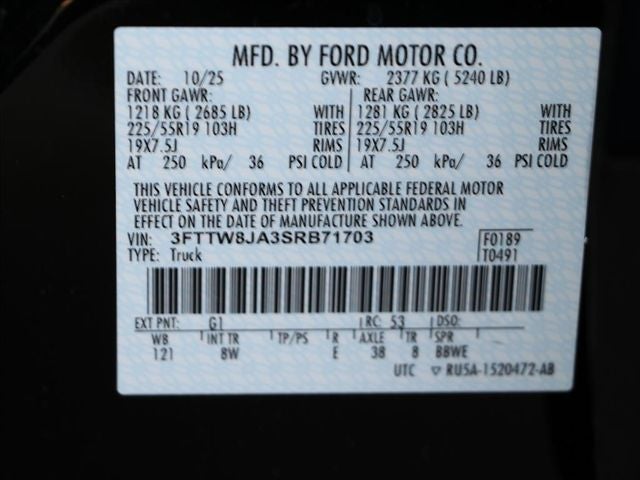 MFD. BY FORD MOTOR CO.
DATE: 10/25 GVWR: 2377 KG ( 5240 LB)
FRONT GAWR: REAR GAWR:
1218 KG ( 2685 LB) WITH 1281 KG ( 2825 LB) WITH
225/55R19 103H TIRES 225/55R19 103H TIRES
19X7.5J RIMS 19X7.5J RIMS
AT 250 kPa/ 36 PSI COLD AT 250 kPa/ 36 PSI COLD
THIS VEHICLE CONFORMS TO ALL APPLICABLE FEDERAL MOTOR
VEHICLE SAFETY AND THEFT PREVENTION STANDARDS IN
EFFECT ON THE DATE OF MANUFACTURE SHOWN ABOVE.
VIN: 3FTTW8JA3SRB71703 F0189
TYPE: Truck T0491
EXT PNT: G1 RC: 53 DSO:
WB INT TR TP/PS R AXLE TR SPR
121 8W E 38 8 BBWE
UTC ▽ RU5A-1520472-AB